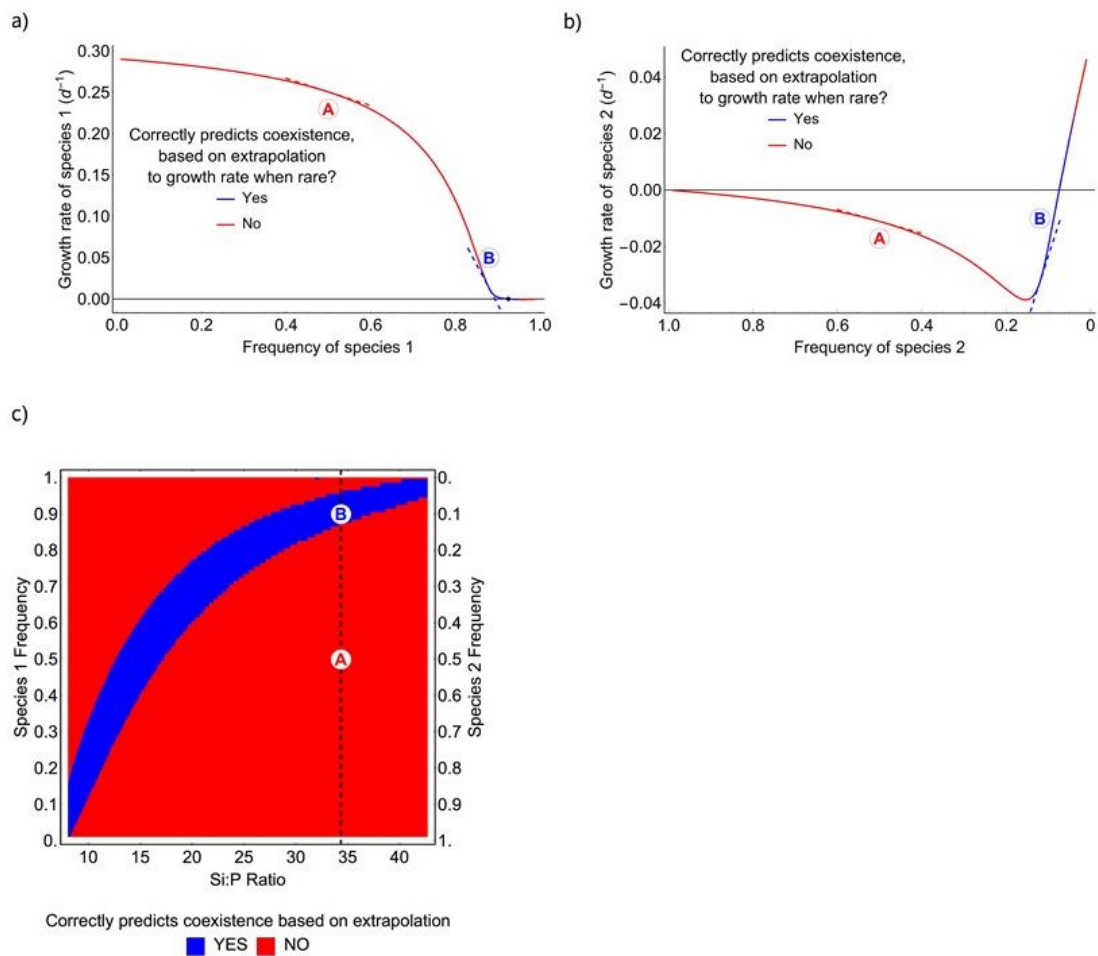 a)
0.30
0.25
0.20
0.15
0.10
0.05
0.00
Growth rate of species 1 (d⁻¹)
A
Correctly predicts coexistence,
based on extrapolation
to growth rate when rare?
Yes
No
B
0.0 0.2 0.4 0.6 0.8 1.0
Frequency of species 1
b)
0.04
0.02
0.00
−0.02
−0.04
Growth rate of species 2 (d⁻¹)
Correctly predicts coexistence,
based on extrapolation
to growth rate when rare?
Yes
No
B
A
1.0 0.8 0.6 0.4 0.2 0
Frequency of species 2
c)
1.
0.9
0.8
0.7
0.6
0.5
0.4
0.3
0.2
0.1
0.
Species 1 Frequency
B
A
0.
0.1
0.2
0.3
0.4
0.5
0.6
0.7
0.8
0.9
1.
Species 2 Frequency
10 15 20 25 30 35 40
Si:P Ratio
Correctly predicts coexistence based on extrapolation
YES NO